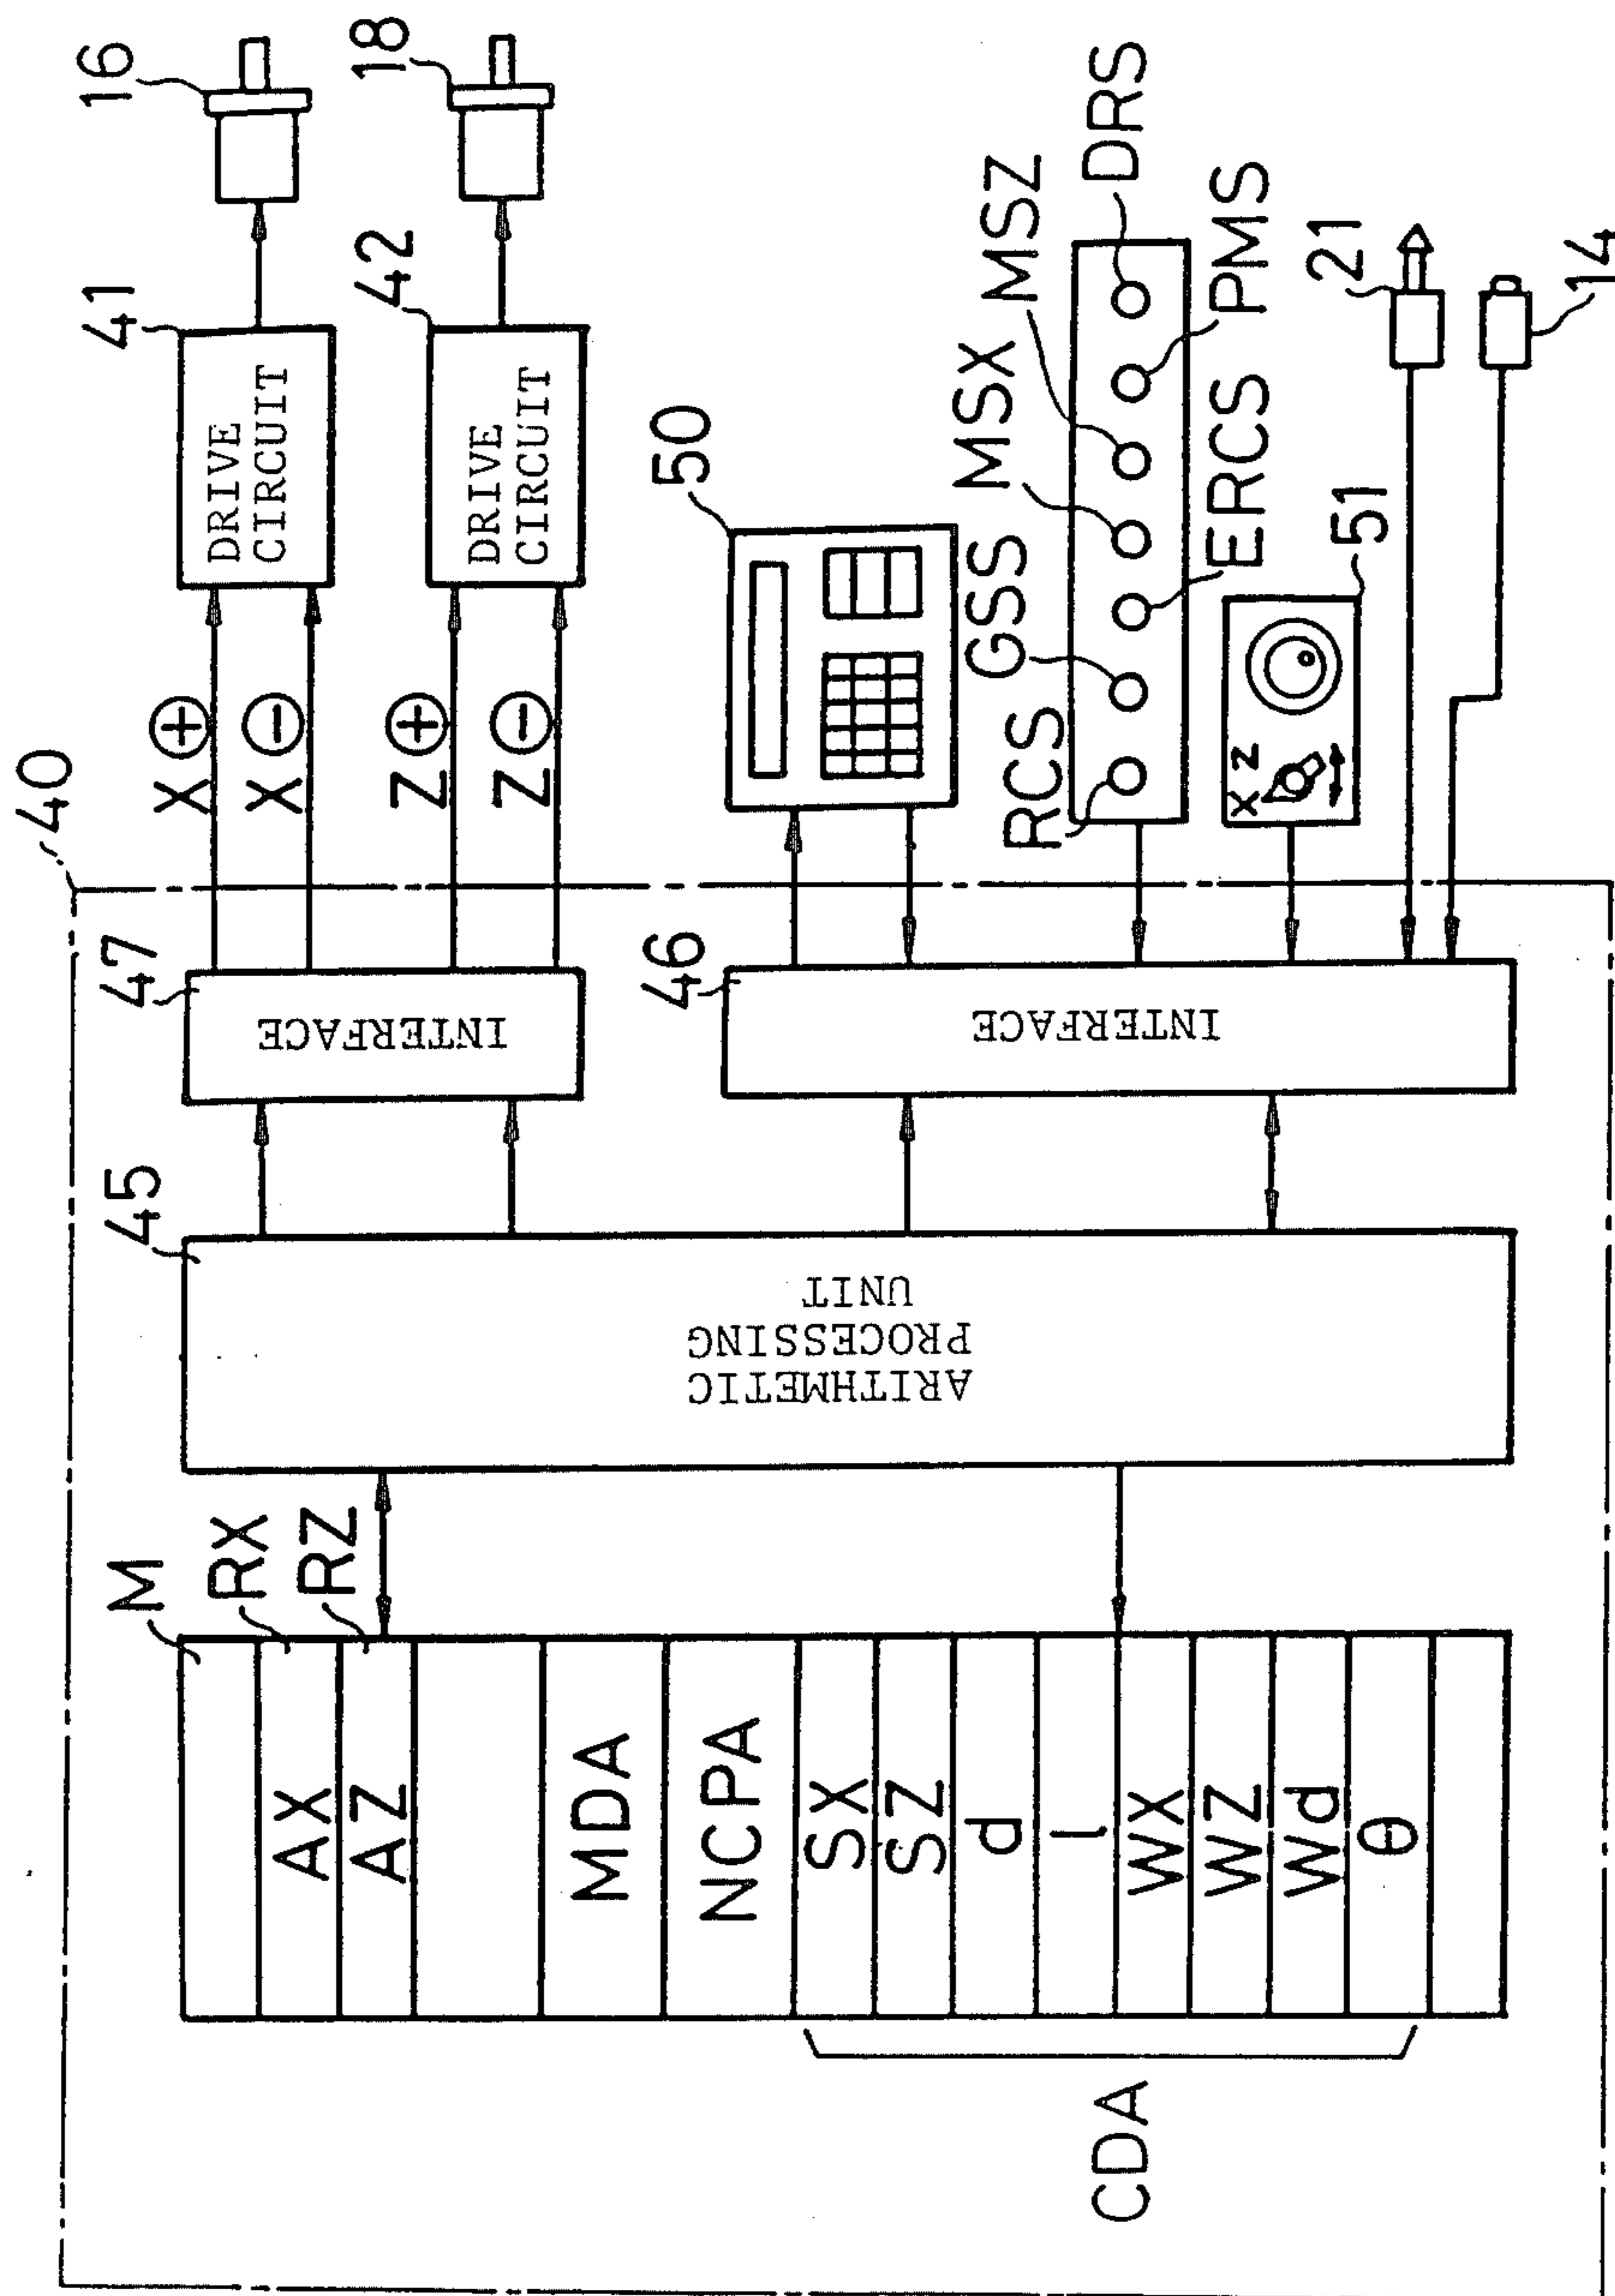 40
47
X⊕
X⊖
Z⊕
Z⊖
41
DRIVE
CIRCUIT
16
42
DRIVE
CIRCUIT
18
INTERFACE
45
ARITHMETIC
PROCESSING
UNIT
46
INTERFACE
50
RCS
GSS
MSX
MSZ
DRS
ERCS
PMS
X Z
51
21
14
M
RX
RZ
AX
AZ
MDA
NCPA
SX
SZ
d
l
WX
WZ
Wd
θ
CDA